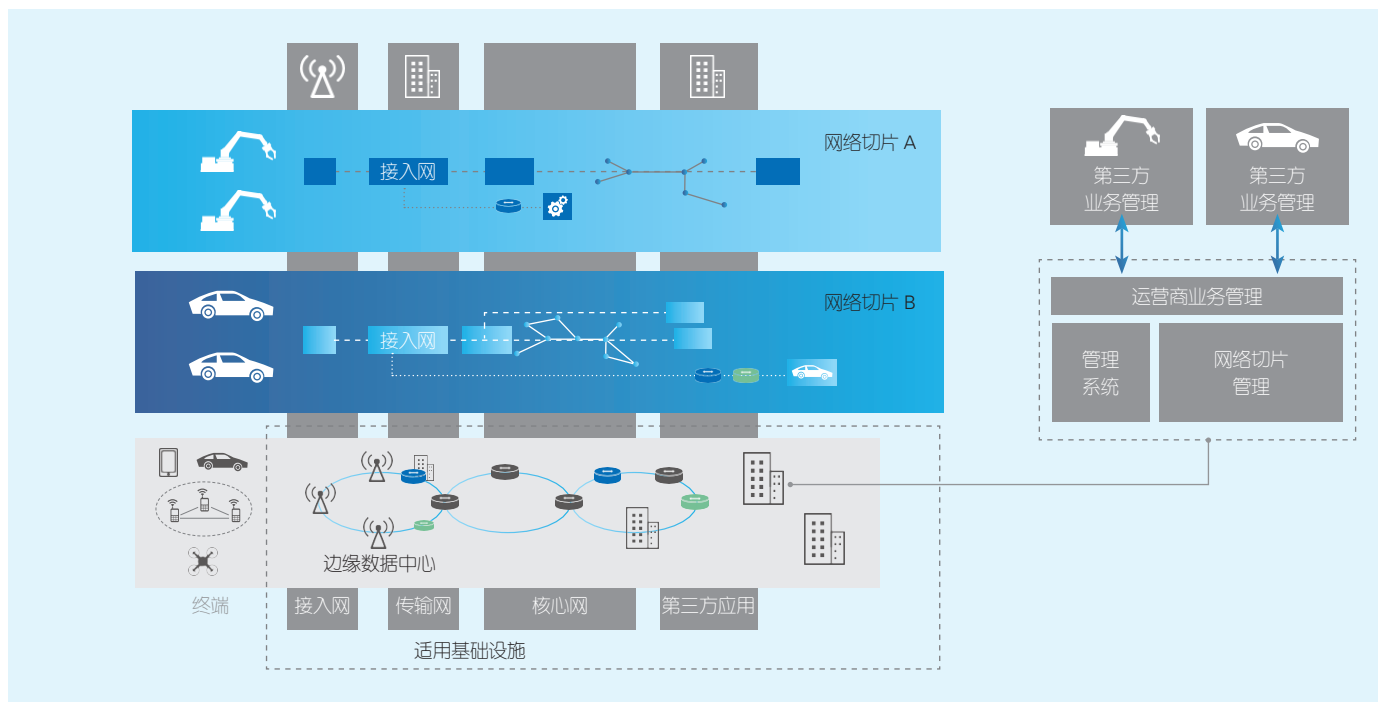 网络切片 A
接入网
网络切片 B
接入网
边缘数据中心
终端
接入网
传输网
核心网
第三方应用
适用基础设施
第三方
业务管理
第三方
业务管理
运营商业务管理
管理
系统
网络切片
管理